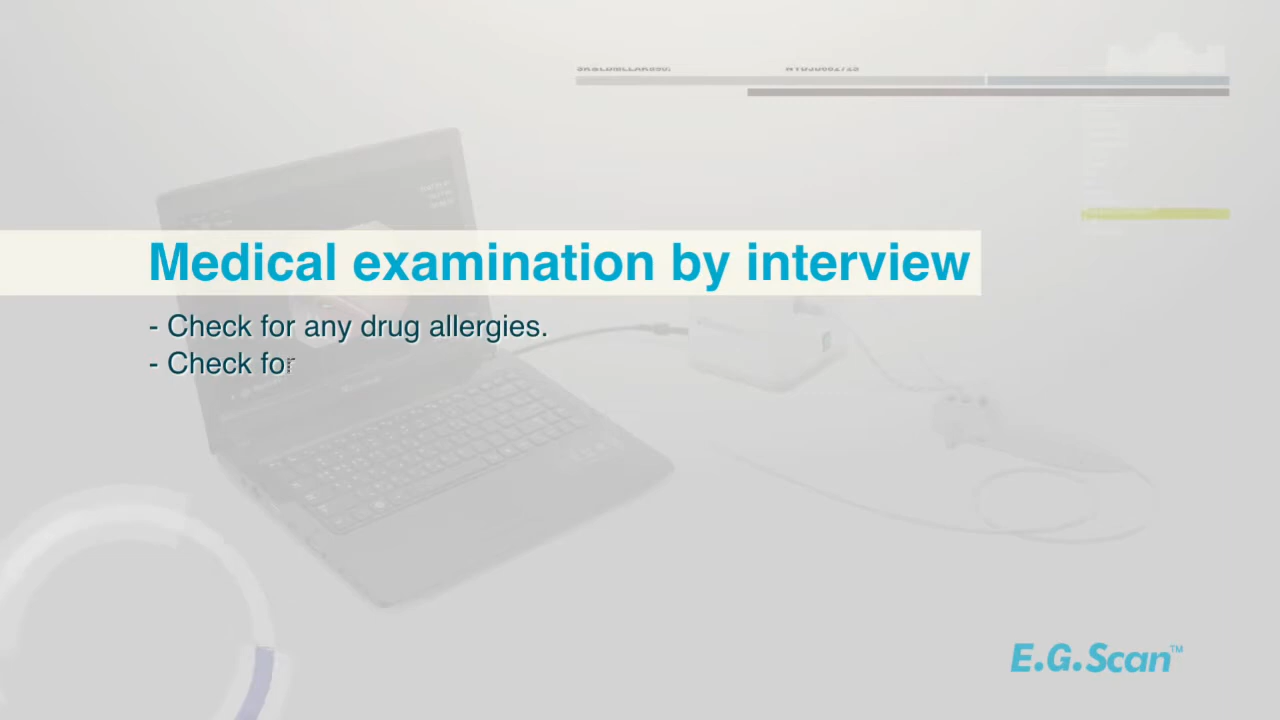 Medical examination by interview
- Check for any drug allergies.
- Check for
E.G.Scan™